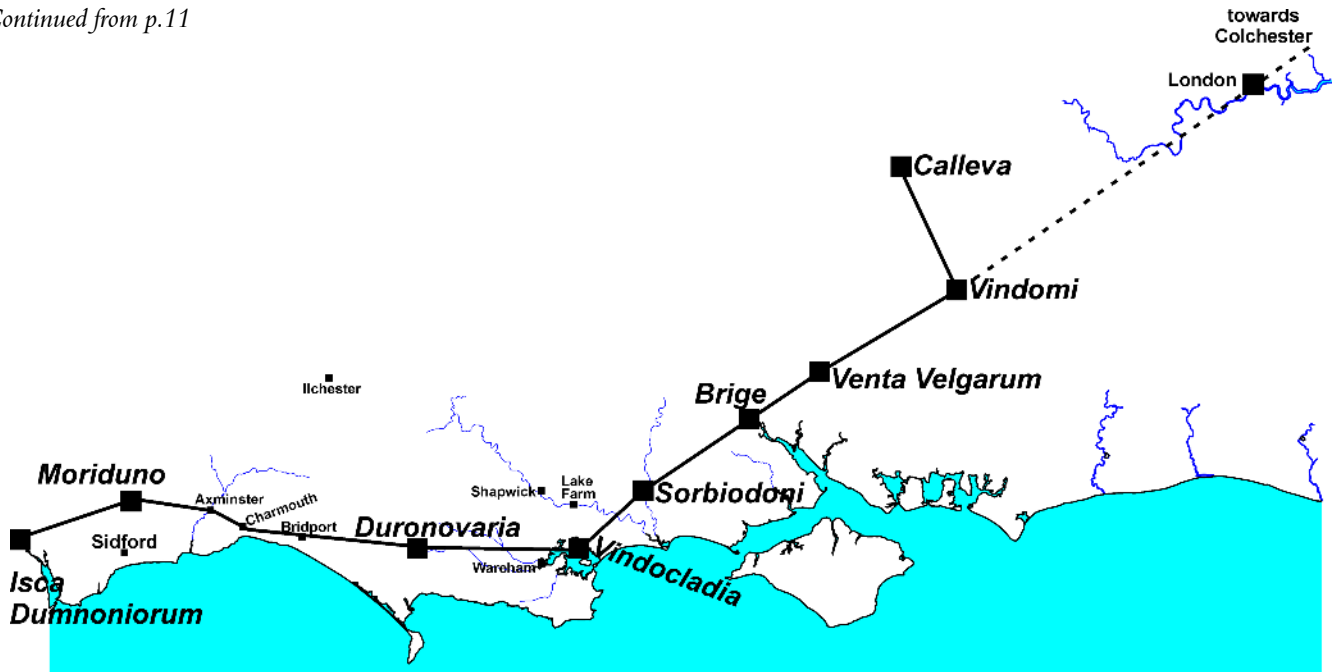 Continued from p.11
towards
Colchester
London
Calleva
Vindomi
Ilchester
Venta Velgarum
Brige
Moriduno
Axminster
Charmouth
Bridport
Shapwick
Lake
Farm
Sorbiodoni
Sidford
Duronovaria
Wareham
Vindocladia
Isca
Dumnoniorum